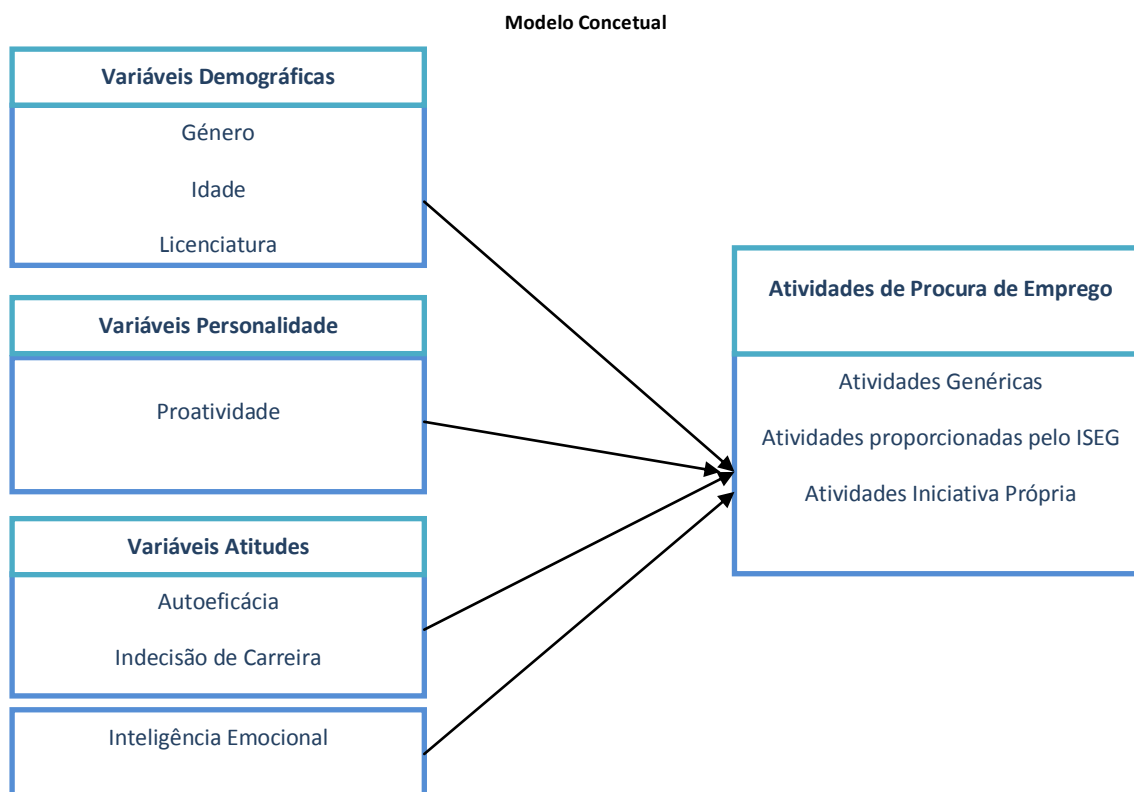 Modelo Concetual
Variáveis Demográficas
Género
Idade
Licenciatura
Variáveis Personalidade
Proatividade
Variáveis Atitudes
Autoeficácia
Indecisão de Carreira
Inteligência Emocional
Atividades de Procura de Emprego
Atividades Genéricas
Atividades proporcionadas pelo ISEG
Atividades Iniciativa Própria